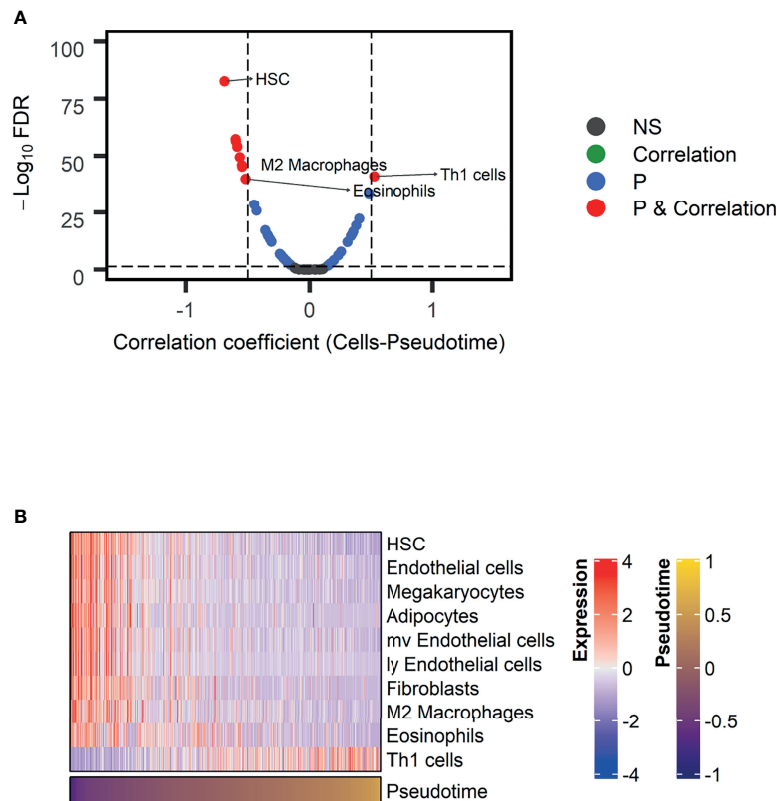 A
100
75
50
25
0
-1
0
1
−Log10 FDR
HSC
M2 Macrophages
Eosinophils
Th1 cells
Correlation coefficient (Cells-Pseudotime)
NS
Correlation
P
P & Correlation
B
HSC
Endothelial cells
Megakaryocytes
Adipocytes
mv Endothelial cells
ly Endothelial cells
Fibroblasts
M2 Macrophages
Eosinophils
Th1 cells
Pseudotime
Expression
4
2
0
-2
-4
Pseudotime
1
0.5
0
-0.5
-1